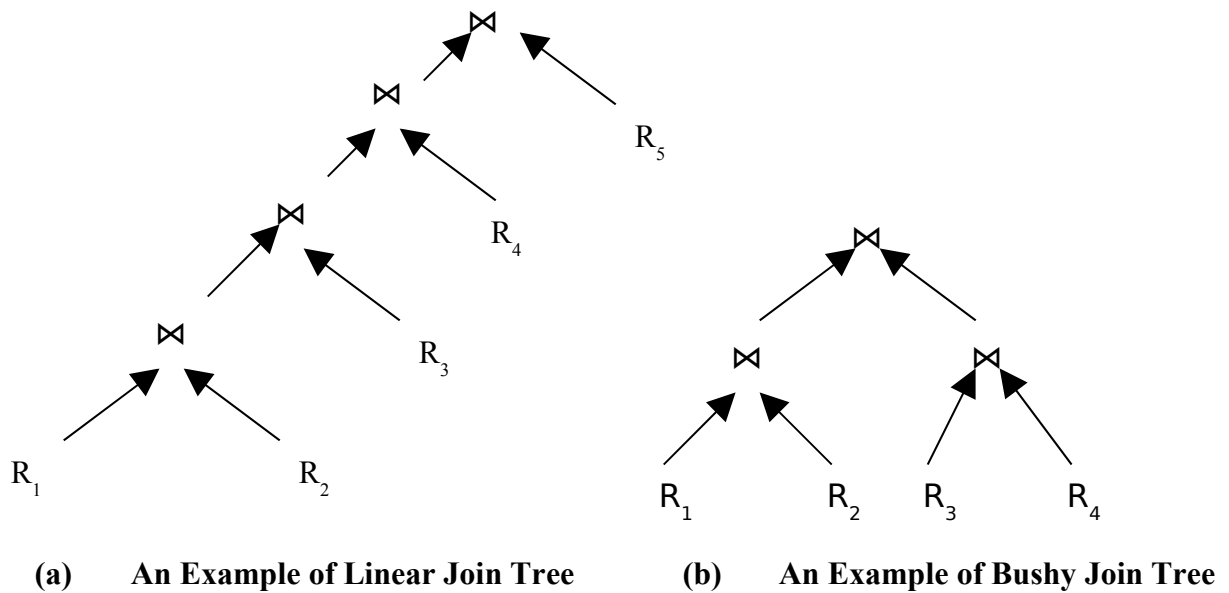 ⋈
⋈
R₅
⋈
R₄
⋈
⋈
R₃
⋈ ⋈
R₁ R₂
R₁ R₂ R₃ R₄
(a) An Example of Linear Join Tree (b) An Example of Bushy Join Tree